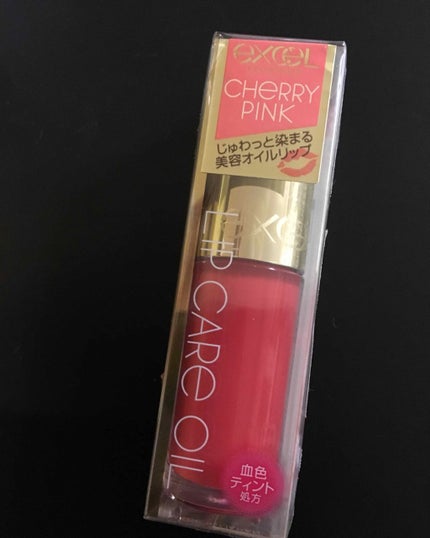 excel
CHeRRY
PINK
じゅわっと染まる
美容オイルリップ
exc
LIP CARe OIL
血色
ティント
処方